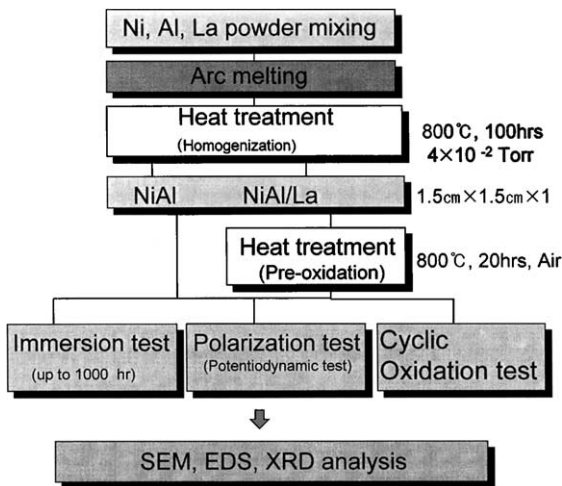 Ni, Al, La powder mixing
Arc melting
Heat treatment
(Homogenization)
800℃, 100hrs
4×10 -2 Torr
NiAl NiAl/La
1.5㎝×1.5㎝×1
Heat treatment
(Pre-oxidation)
800℃, 20hrs, Air
Immersion test
(up to 1000 hr)
Polarization test
(Potentiodynamic test)
Cyclic
Oxidation test
SEM, EDS, XRD analysis